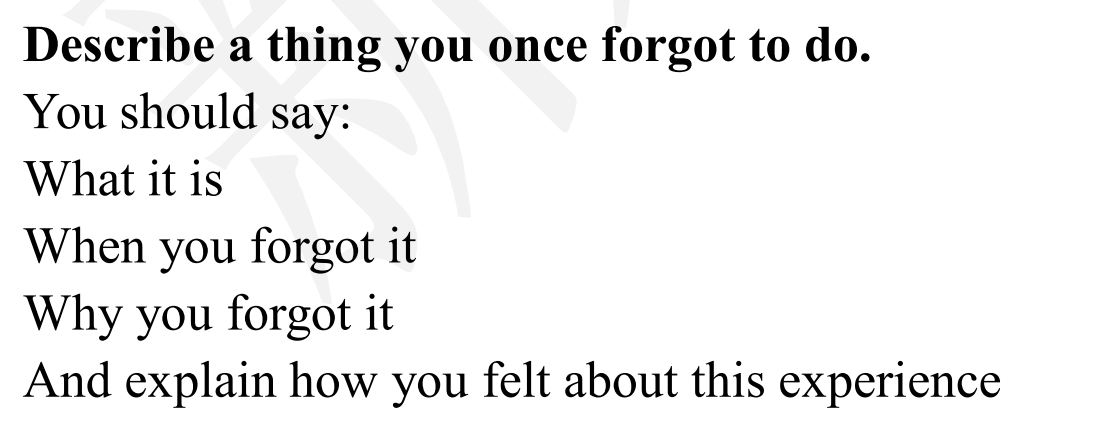 Describe a thing you once forgot to do.
You should say:
What it is
When you forgot it
Why you forgot it
And explain how you felt about this experience